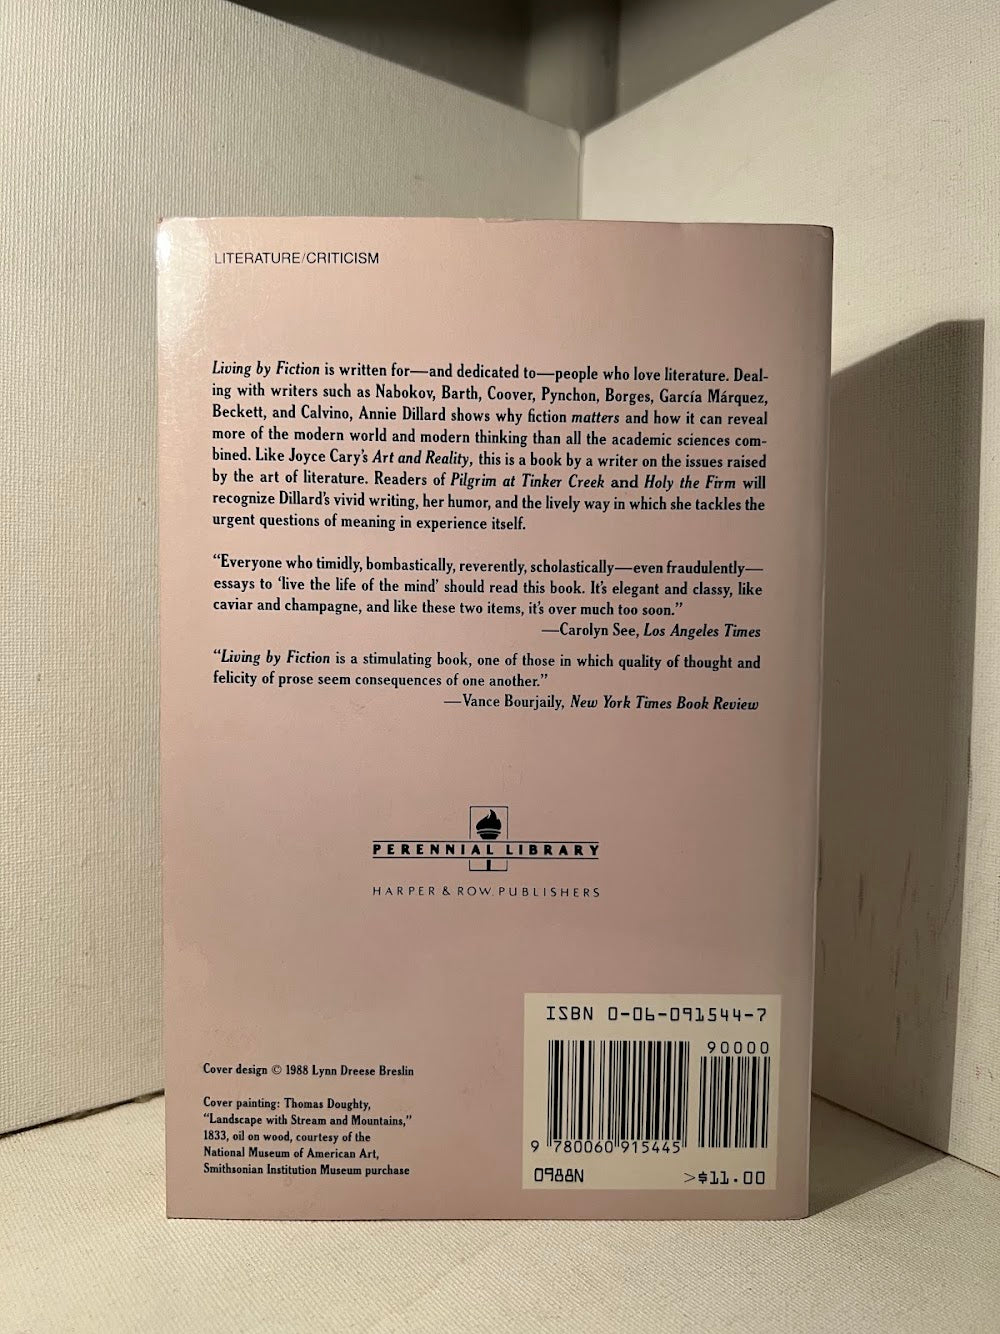 LITERATURE/CRITICISM
Living by Fiction is written for—and dedicated to—people who love literature. Deal-
ing with writers such as Nabokov, Barth, Coover, Pynchon, Borges, García Márquez,
Beckett, and Calvino, Annie Dillard shows why fiction matters and how it can reveal
more of the modern world and modern thinking than all the academic sciences com-
bined. Like Joyce Cary's Art and Reality, this is a book by a writer on the issues raised
by the art of literature. Readers of Pilgrim at Tinker Creek and Holy the Firm will
recognize Dillard's vivid writing, her humor, and the lively way in which she tackles the
urgent questions of meaning in experience itself.
“Everyone who timidly, bombastically, reverently, scholastically—even fraudulently—
essays to ‘live the life of the mind’ should read this book. It's elegant and classy, like
caviar and champagne, and like these two items, it's over much too soon.”
—Carolyn See, Los Angeles Times
“Living by Fiction is a stimulating book, one of those in which quality of thought and
felicity of prose seem consequences of one another.”
—Vance Bourjaily, New York Times Book Review
PERENNIAL LIBRARY
HARPER & ROW, PUBLISHERS
Cover design © 1988 Lynn Dreese Breslin
Cover painting: Thomas Doughty,
“Landscape with Stream and Mountains,”
1833, oil on wood, courtesy of the
National Museum of American Art,
Smithsonian Institution Museum purchase
ISBN 0-06-091544-7
90000
9 780060 915445
0988N
>$11.00